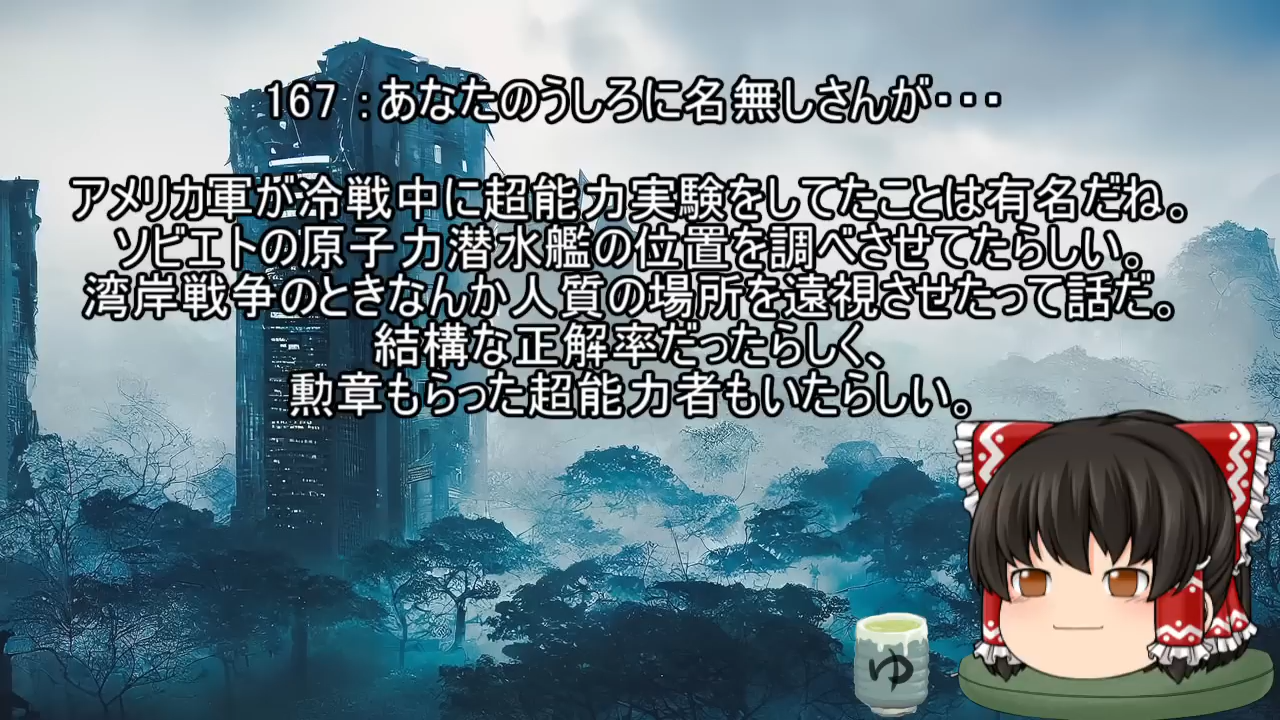 167 :あなたのうしろに名無しさんが・・・
アメリカ軍が冷戦中に超能力実験をしてたことは有名だね。
ソビエトの原子力潜水艦の位置を調べさせてたらしい。
湾岸戦争のときなんか人質の場所を遠視させたって話だ。
結構な正解率だったらしく、
勲章もらった超能力者もいたらしい。
ゆ